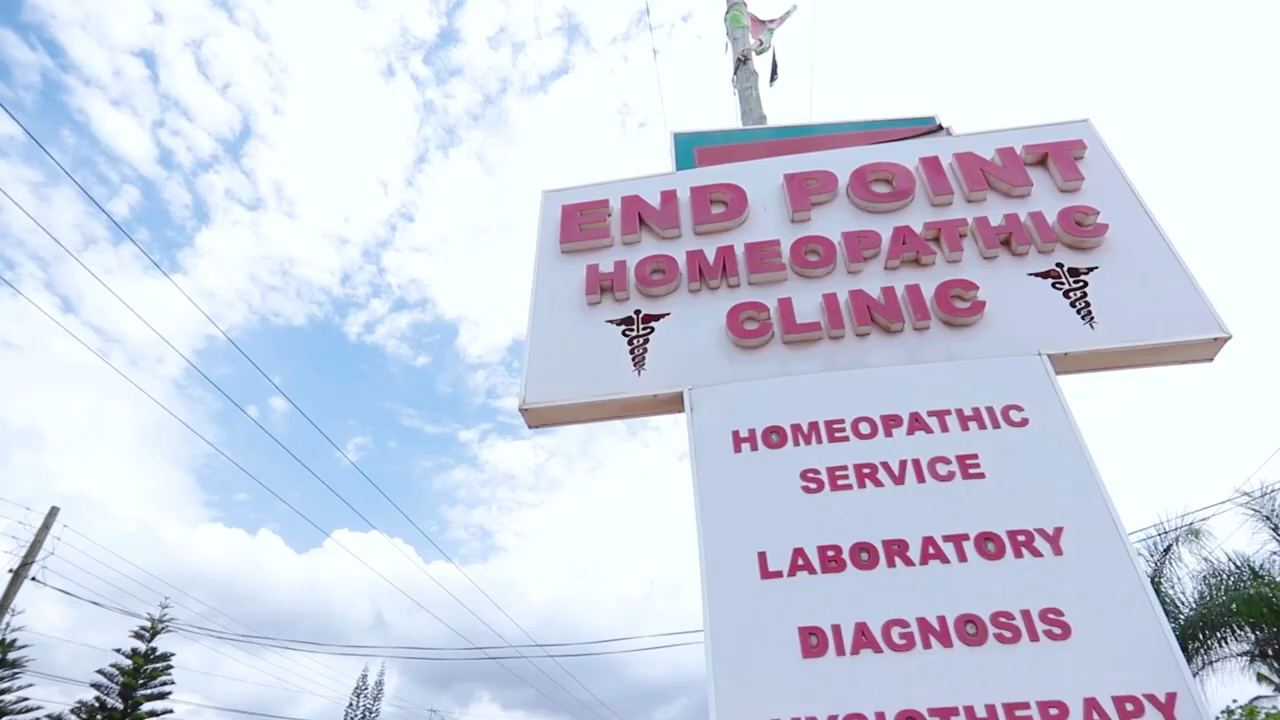 END POINT
HOMEOPATHIC
CLINIC
HOMEOPATHIC
SERVICE
LABORATORY
DIAGNOSIS